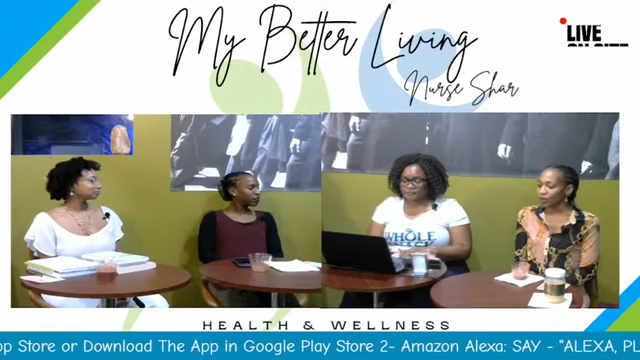 My Better Living
Nurse Shar
LIVE
WHOLE
HEALTH & WELLNESS
op Store or Download The App in Google Play Store 2- Amazon Alexa: SAY - "ALEXA, PL